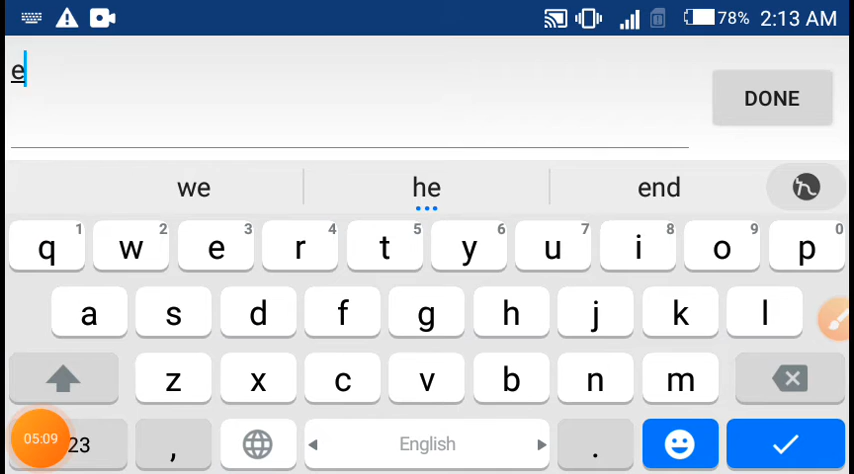 78% 2:13 AM
e
DONE
we he end
q 1 w 2 e 3 r 4 t 5 y 6 u 7 i 8 o 9 p 0
a s d f g h j k l
z x c v b n m
05:09 23 , English .